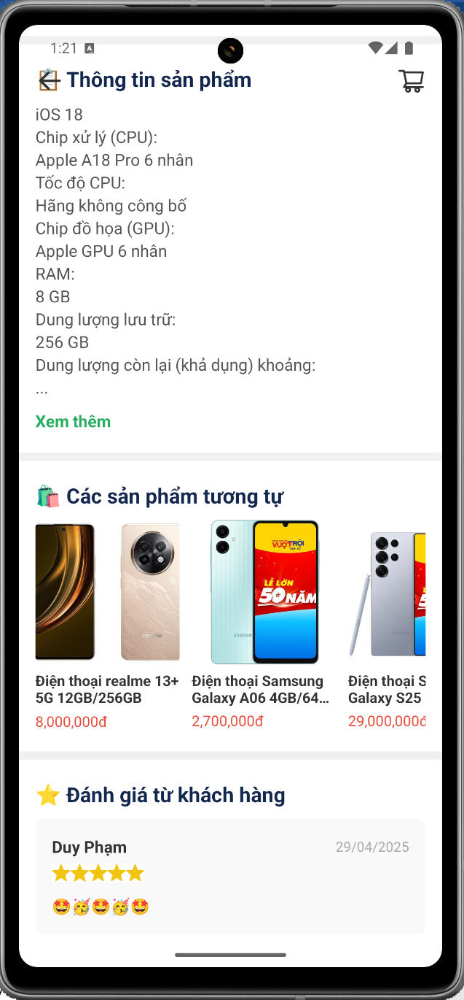 1:21 A
Thông tin sản phẩm
iOS 18
Chip xử lý (CPU):
Apple A18 Pro 6 nhân
Tốc độ CPU:
Hãng không công bố
Chip đồ họa (GPU):
Apple GPU 6 nhân
RAM:
8 GB
Dung lượng lưu trữ:
256 GB
Dung lượng còn lại (khả dụng) khoảng:
...
Xem thêm
Các sản phẩm tương tự
realme
VƯỢT TRỘI
LỄ LỚN
50 NĂM
SAMSUNG
Điện thoại realme 13+
5G 12GB/256GB
8,000,000đ
Điện thoại Samsung
Galaxy A06 4GB/64...
2,700,000đ
Điện thoại S
Galaxy S25
29,000,000đ
Đánh giá từ khách hàng
Duy Phạm
29/04/2025